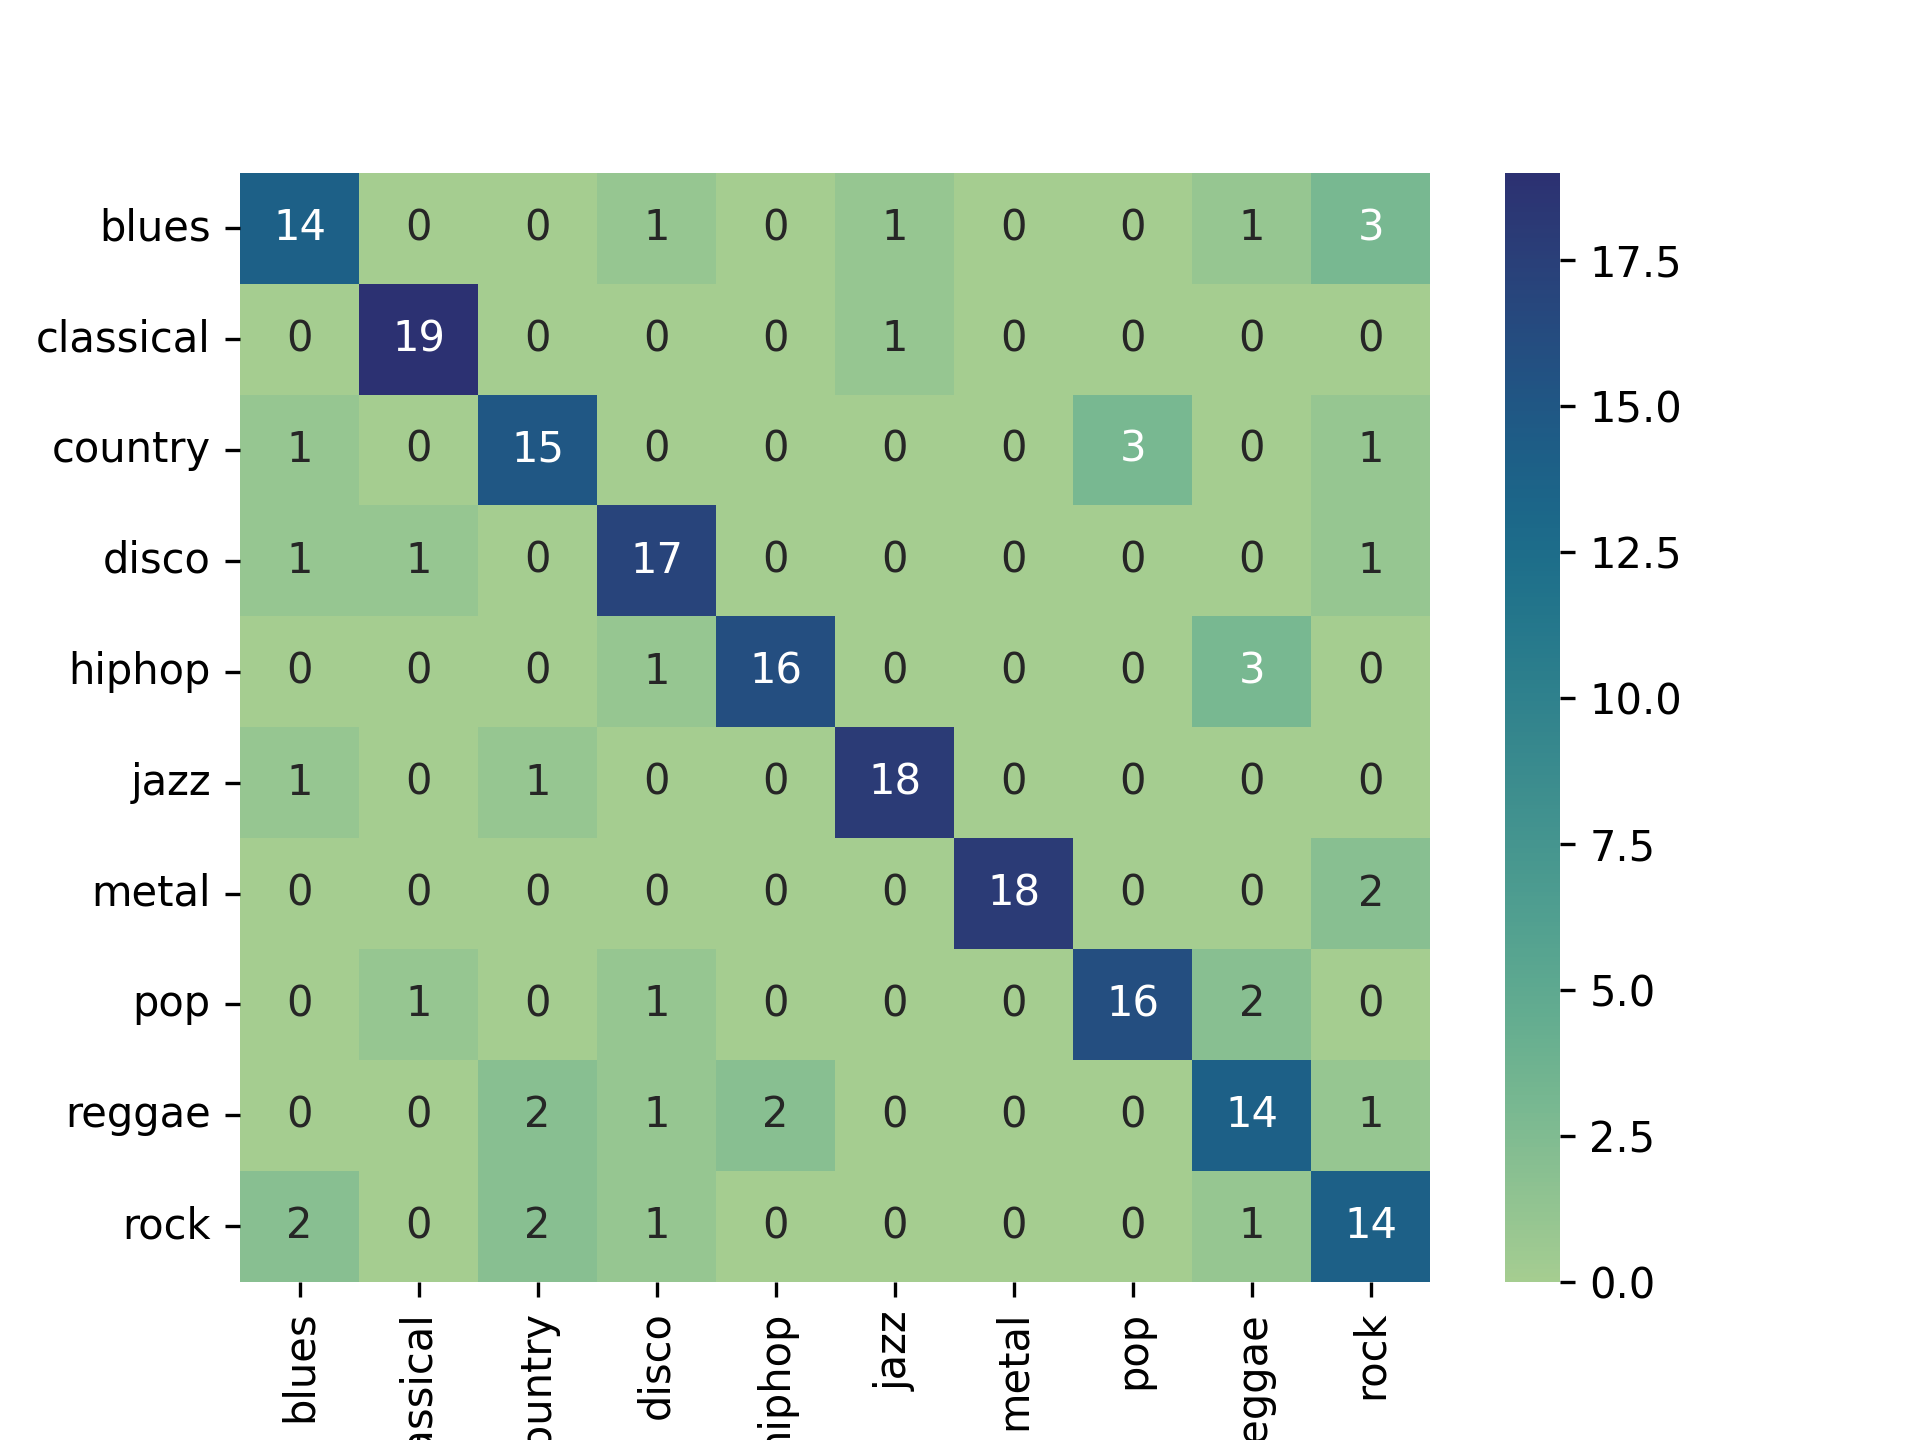 blues 14 0 0 1 0 1 0 0 1 3
classical 0 19 0 0 0 1 0 0 0 0
country 1 0 15 0 0 0 0 3 0 1
disco 1 1 0 17 0 0 0 0 0 1
hiphop 0 0 0 1 16 0 0 0 3 0
jazz 1 0 1 0 0 18 0 0 0 0
metal 0 0 0 0 0 0 18 0 0 2
pop 0 1 0 1 0 0 0 16 2 0
reggae 0 0 2 1 2 0 0 0 14 1
rock 2 0 2 1 0 0 0 0 1 14
blues
assical
ountry
disco
hiphop
jazz
metal
pop
eggae
rock
17.5
15.0
12.5
10.0
7.5
5.0
2.5
0.0